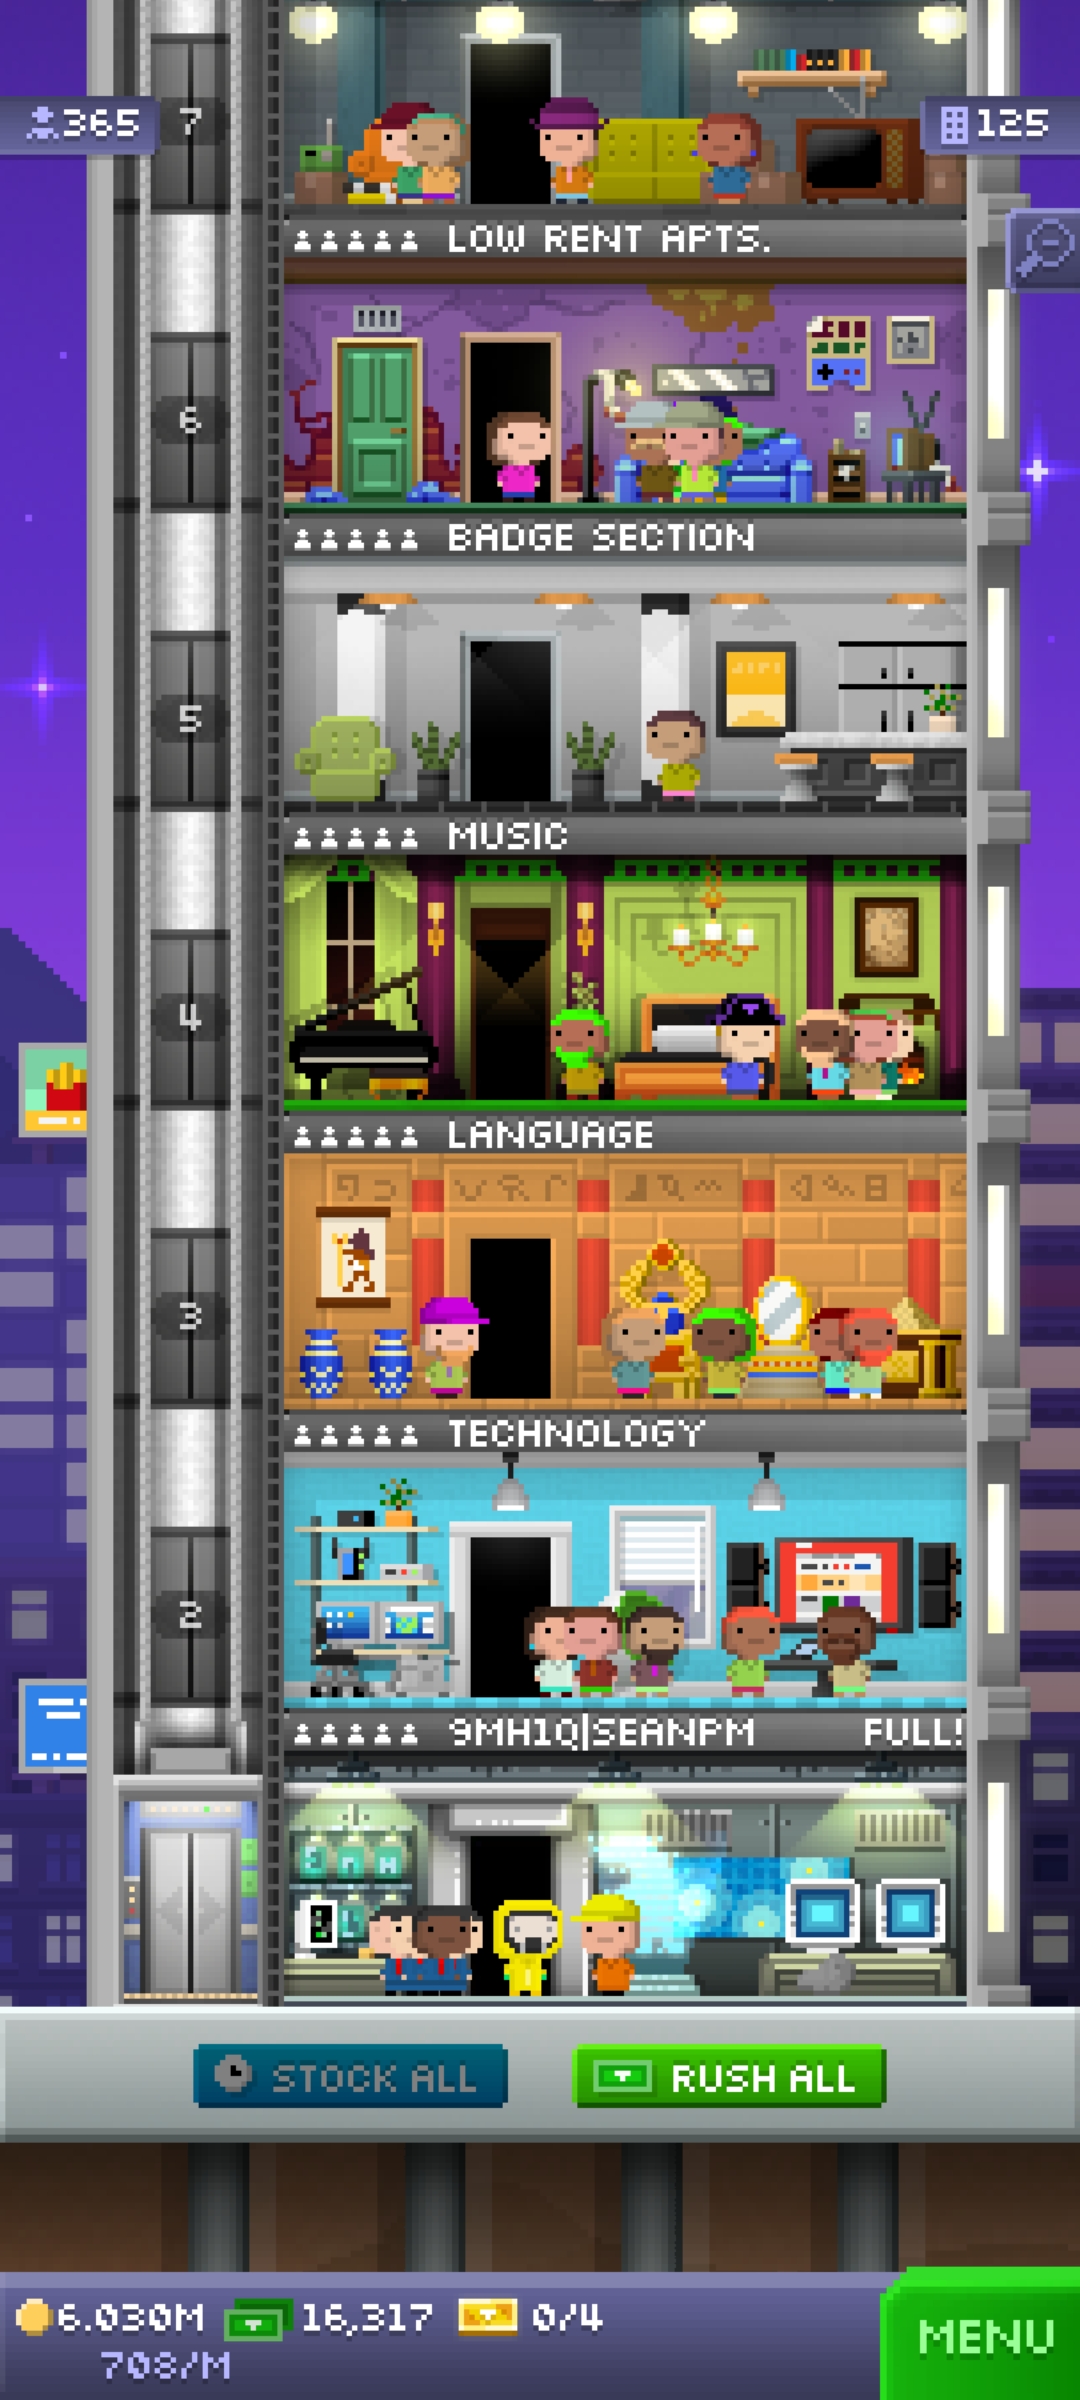 365
7
125
LOW RENT APTS.
6
BADGE SECTION
5
MUSIC
4
LANGUAGE
3
TECHNOLOGY
2
9MH1Q|SEANPM FULL!
STOCK ALL
RUSH ALL
6.030M 16,317 0/4
708/M
MENU